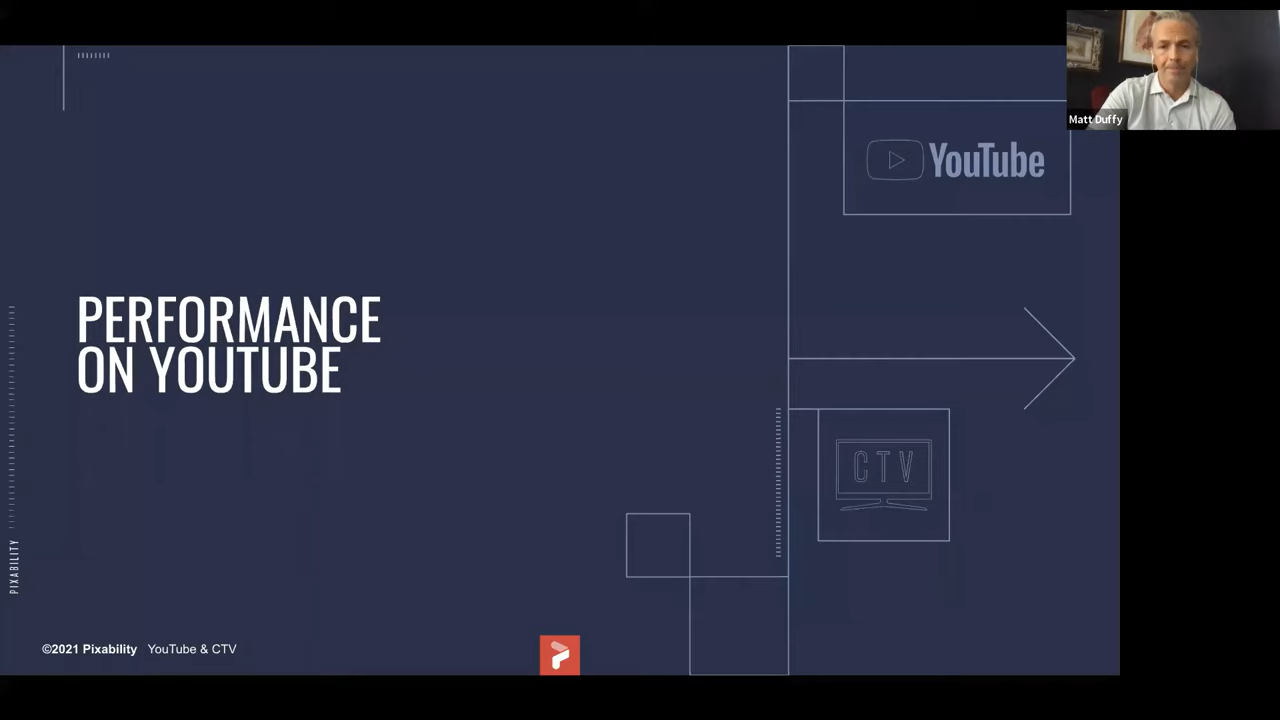 Matt Duffy
YouTube
PERFORMANCE
ON YOUTUBE
CTV
PIXABILITY
©2021 Pixability YouTube & CTV